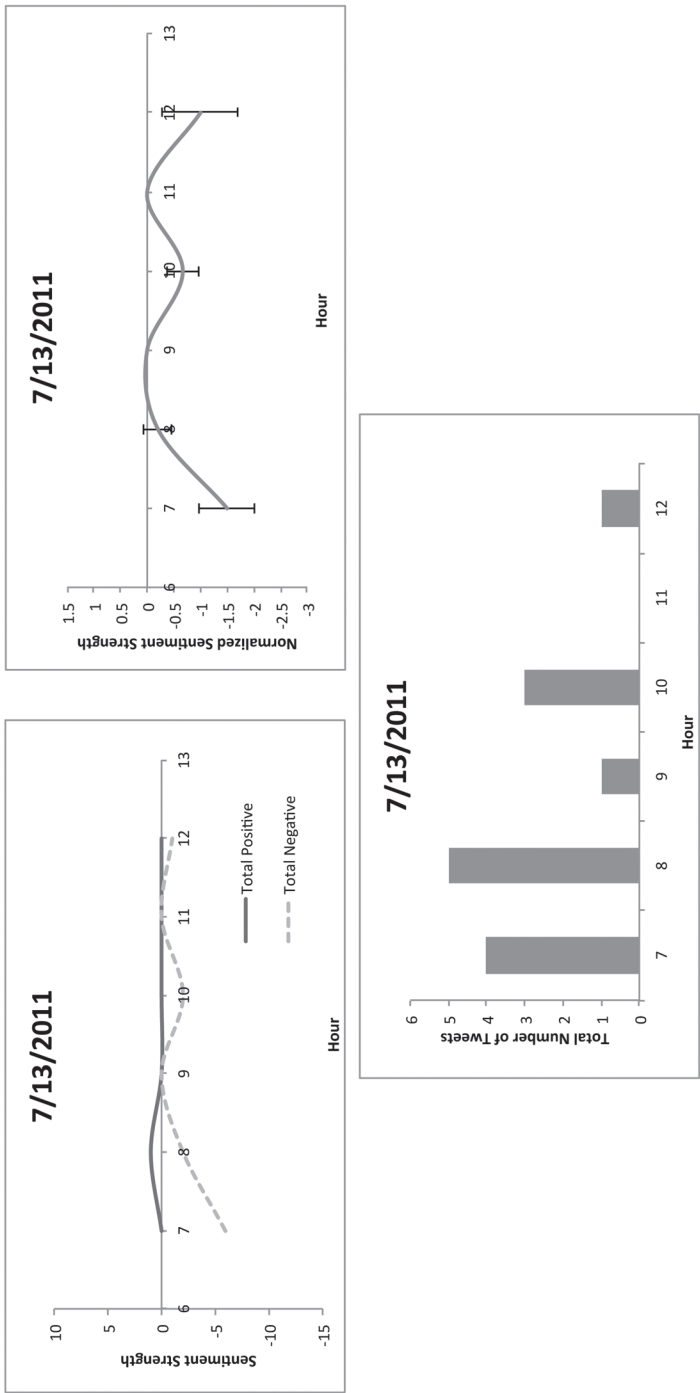 7/13/2011
10
5
0
-5
-10
-15
Sentiment Strength
6 7 8 9 10 11 12 13
Total Positive
Total Negative
Hour
7/13/2011
1.5
1
0.5
0
-0.5
-1
-1.5
-2
-2.5
-3
Normalized Sentiment Strength
6 7 8 9 10 11 12 13
Hour
7/13/2011
6
5
4
3
2
1
0
Total Number of Tweets
7 8 9 10 11 12
Hour